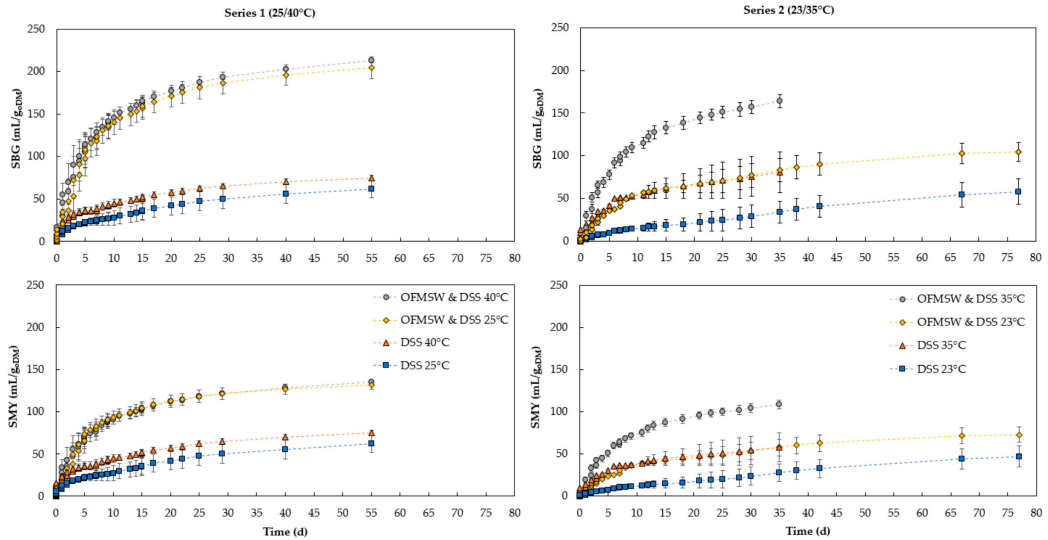 Series 1 (25/40°C)
Series 2 (23/35°C)
SBG (mL/goDM)
250
200
150
100
50
0
0 5 10 15 20 25 30 35 40 45 50 55 60 65 70 75 80
SBG (mL/goDM)
250
200
150
100
50
0
0 5 10 15 20 25 30 35 40 45 50 55 60 65 70 75 80
SMY (mL/goDM)
250
200
150
100
50
0
OFMSW & DSS 40°C
OFMSW & DSS 25°C
DSS 40°C
DSS 25°C
0 5 10 15 20 25 30 35 40 45 50 55 60 65 70 75 80
Time (d)
SMY (mL/goDM)
250
200
150
100
50
0
OFMSW & DSS 35°C
OFMSW & DSS 23°C
DSS 35°C
DSS 23°C
0 5 10 15 20 25 30 35 40 45 50 55 60 65 70 75 80
Time (d)